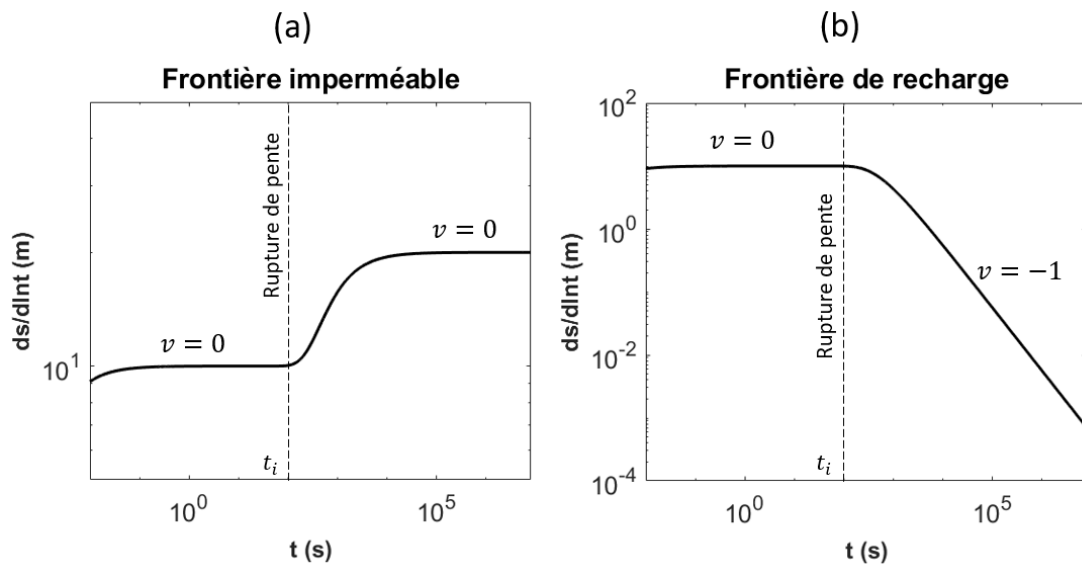 (a)
Frontière imperméable
ds/dlnt (m)
10^1
v = 0
Rupture de pente
v = 0
t_i
10^0
10^5
t (s)
(b)
Frontière de recharge
ds/dlnt (m)
10^2
10^0
10^-2
10^-4
v = 0
Rupture de pente
v = −1
t_i
10^0
10^5
t (s)